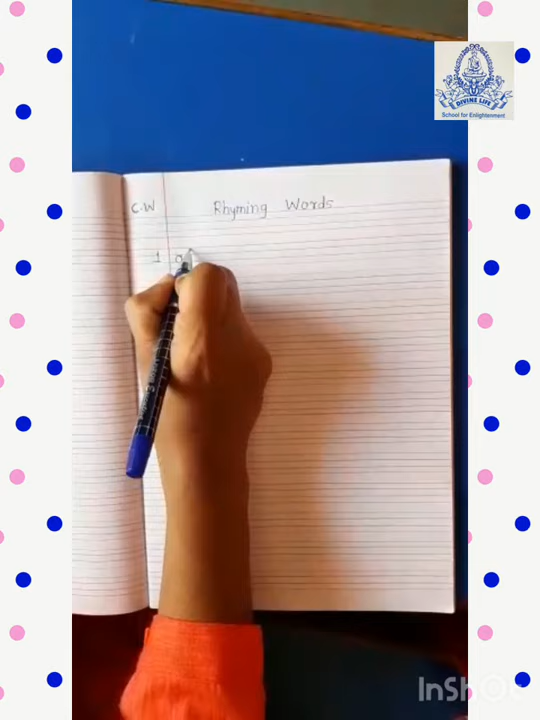 DIVINE LIFE
School for Enlightenment
C.W Rhyming Words
1 a
InShOt